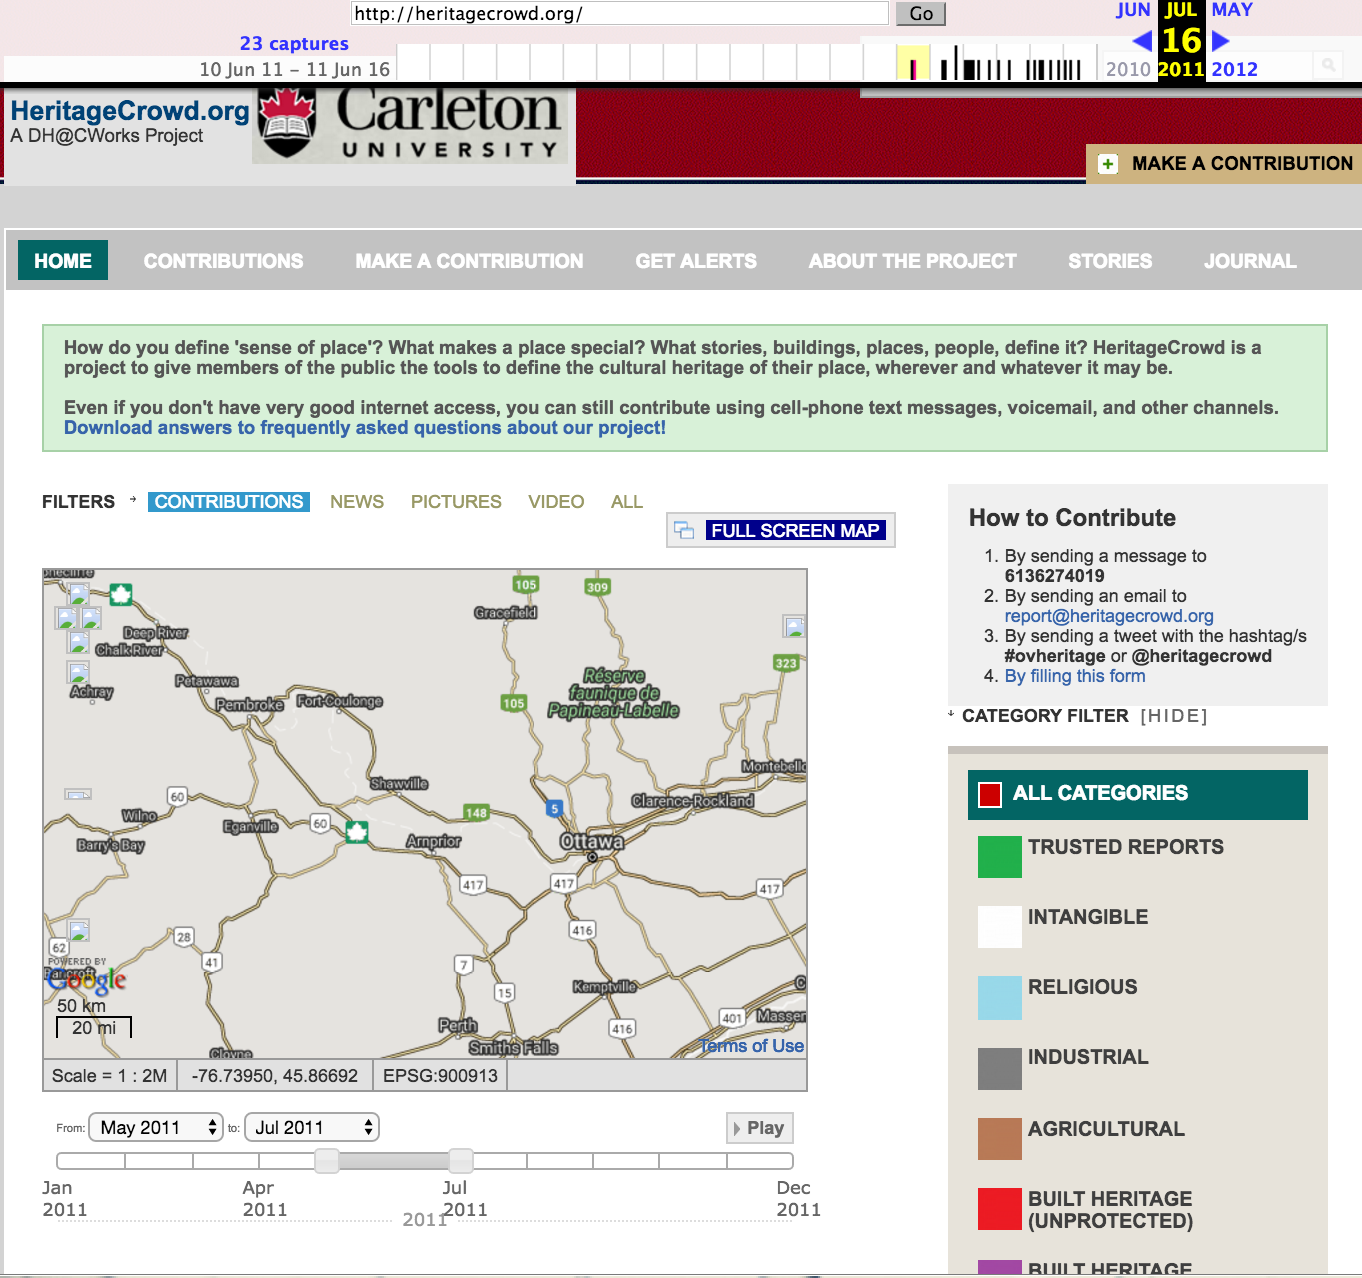 http://heritagecrowd.org/
Go
JUN JUL MAY
23 captures
16
10 Jun 11 – 11 Jun 16
2010 2011 2012
HeritageCrowd.org
A DH@CWorks Project
Carleton
UNIVERSITY
MAKE A CONTRIBUTION
HOME CONTRIBUTIONS MAKE A CONTRIBUTION GET ALERTS ABOUT THE PROJECT STORIES JOURNAL
How do you define 'sense of place'? What makes a place special? What stories, buildings, places, people, define it? HeritageCrowd is a
project to give members of the public the tools to define the cultural heritage of their place, wherever and whatever it may be.
Even if you don't have very good internet access, you can still contribute using cell-phone text messages, voicemail, and other channels.
Download answers to frequently asked questions about our project!
FILTERS CONTRIBUTIONS NEWS PICTURES VIDEO ALL
FULL SCREEN MAP
105
309
Gracefield
Deep River
Chalk River
323
Réserve
faunique de
Papineau-Labelle
Petawawa
Achray
Pembroke
Fort-Coulonge
105
Montebello
Shawville
60
Clarence-Rockland
Wilno
Eganville
60
148
5
Barry's Bay
Arnprior
Ottawa
417
417
417
416
28
62
41
7
POWERED BY
Google
Bancroft
15
Kemptville
50 km
20 mi
Perth
416
401
Massen
Cloyne
Smiths Falls
Terms of Use
Scale = 1 : 2M
-76.73950, 45.86692
EPSG:900913
From: May 2011 to: Jul 2011
Play
Jan
2011
Apr
2011
Jul
2011
Dec
2011
2011
How to Contribute
1. By sending a message to
6136274019
2. By sending an email to
report@heritagecrowd.org
3. By sending a tweet with the hashtag/s
#ovheritage or @heritagecrowd
4. By filling this form
CATEGORY FILTER [HIDE]
ALL CATEGORIES
TRUSTED REPORTS
INTANGIBLE
RELIGIOUS
INDUSTRIAL
AGRICULTURAL
BUILT HERITAGE
(UNPROTECTED)
BUILT HERITAGE